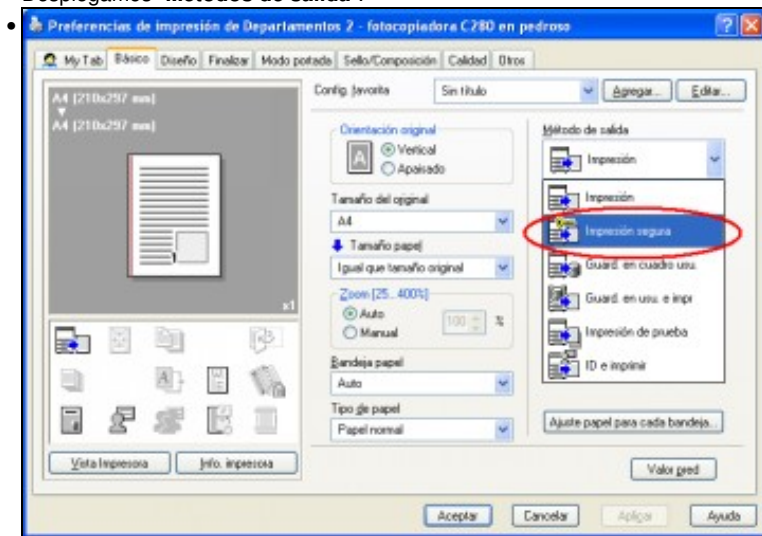 Preferencias de impresión de Departamentos 2 - fotocopiadora C280 en pedroso
My Tab Básico Diseño Finalizar Modo portada Sello/Composición Calidad Otros
A4 [210x297 mm]
A4 [210x297 mm]
x1
Config. favorita Sin título Agregar... Editar...
Orientación original
Vertical
Apaisado
Tamaño del original
A4
Tamaño papel
Igual que tamaño original
Zoom [25...400%]
Auto
Manual
100 %
Bandeja papel
Auto
Tipo de papel
Papel normal
Método de salida
Impresión
Impresión
Impresión segura
Guard. en cuadro usu.
Guard. en usu. e impr
Impresión de prueba
ID e imprimir
Ajuste papel para cada bandeja...
Vista Impresora Info. impresora
Valor pred
Aceptar Cancelar Aplicar Ayuda